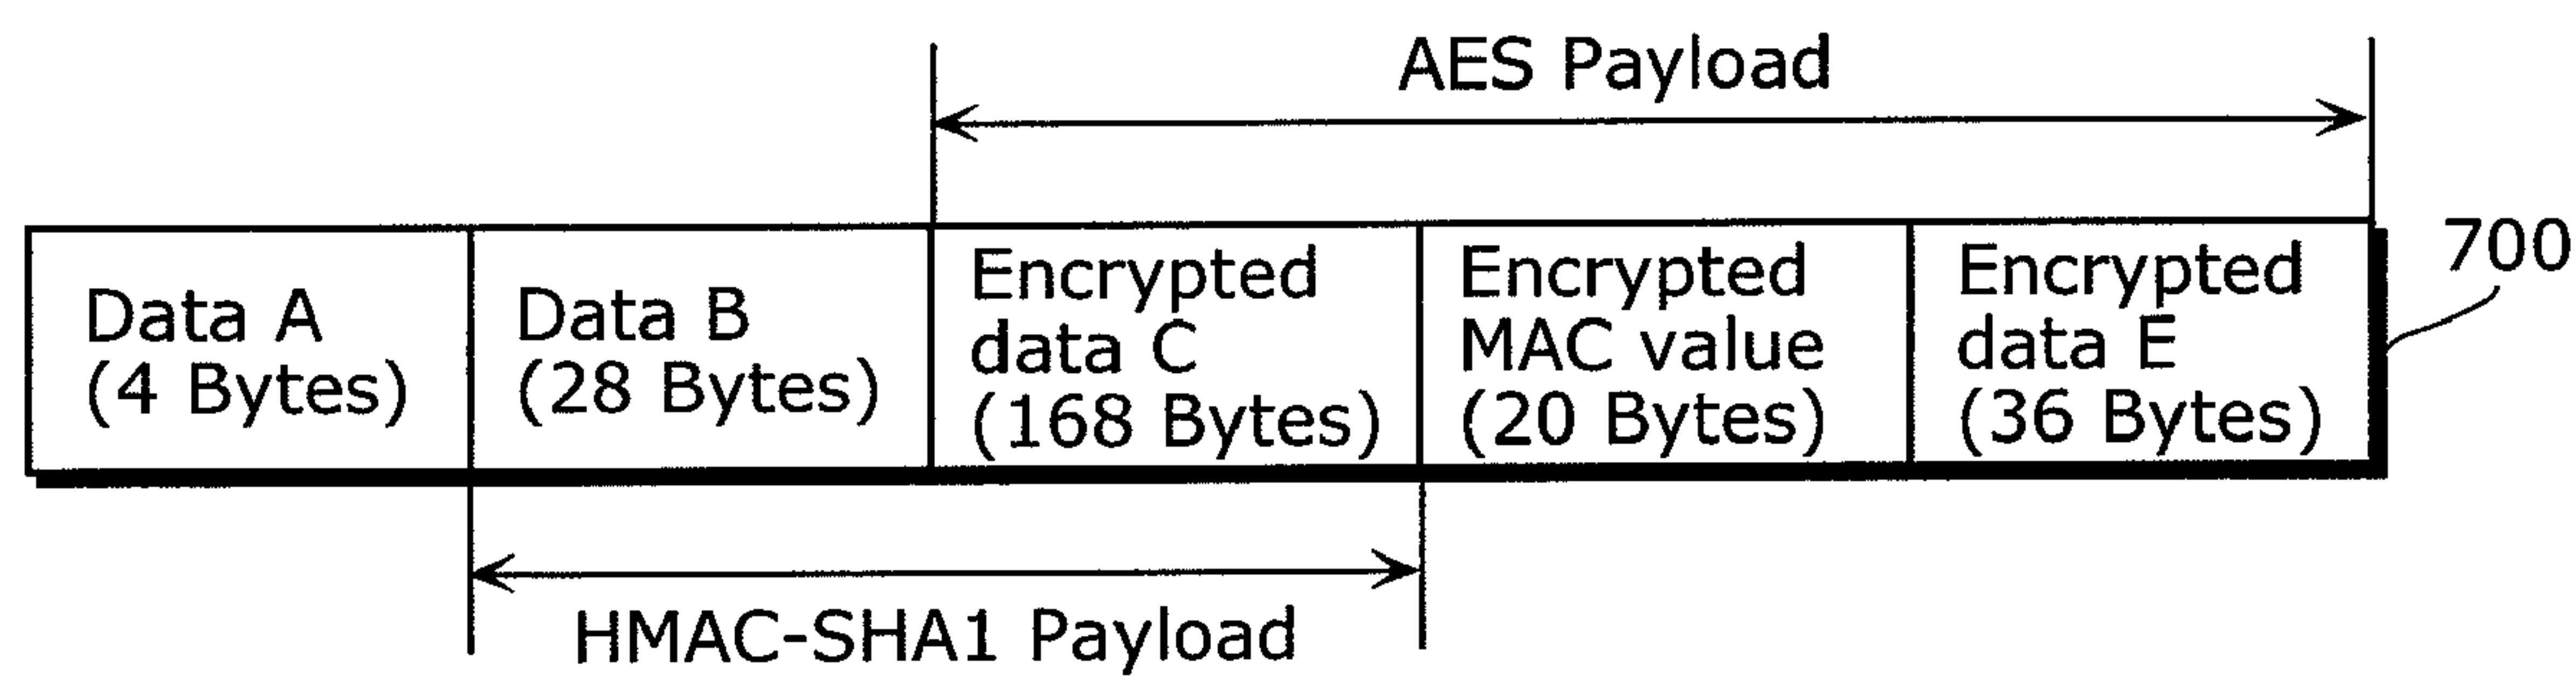 AES Payload
700
Data A
(4 Bytes)
Data B
(28 Bytes)
Encrypted
data C
(168 Bytes)
Encrypted
MAC value
(20 Bytes)
Encrypted
data E
(36 Bytes)
HMAC-SHA1 Payload